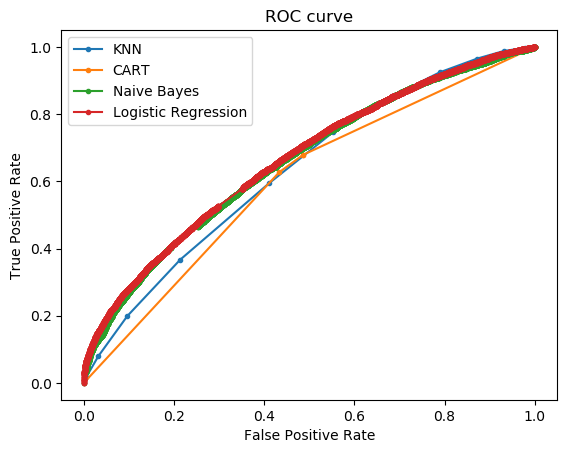 ROC curve
KNN
CART
Naive Bayes
Logistic Regression
True Positive Rate
1.0
0.8
0.6
0.4
0.2
0.0
0.0 0.2 0.4 0.6 0.8 1.0
False Positive Rate